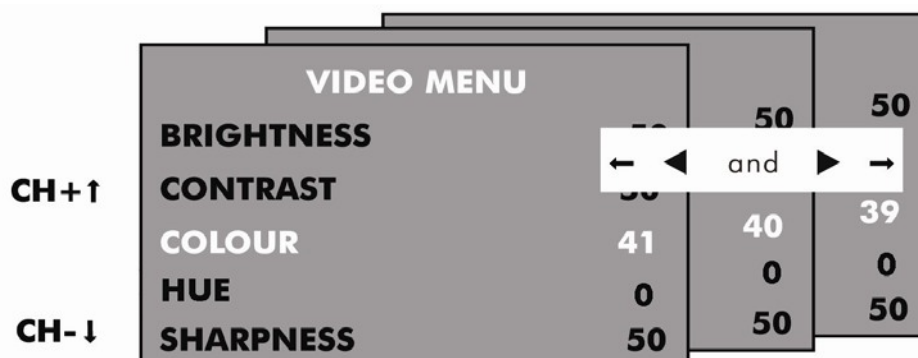 VIDEO MENU
BRIGHTNESS 50 50
CONTRAST
← ◄ and ► →
CH+↑
COLOUR 41 40 39
HUE 0 0 0
SHARPNESS 50 50 50
CH-↓